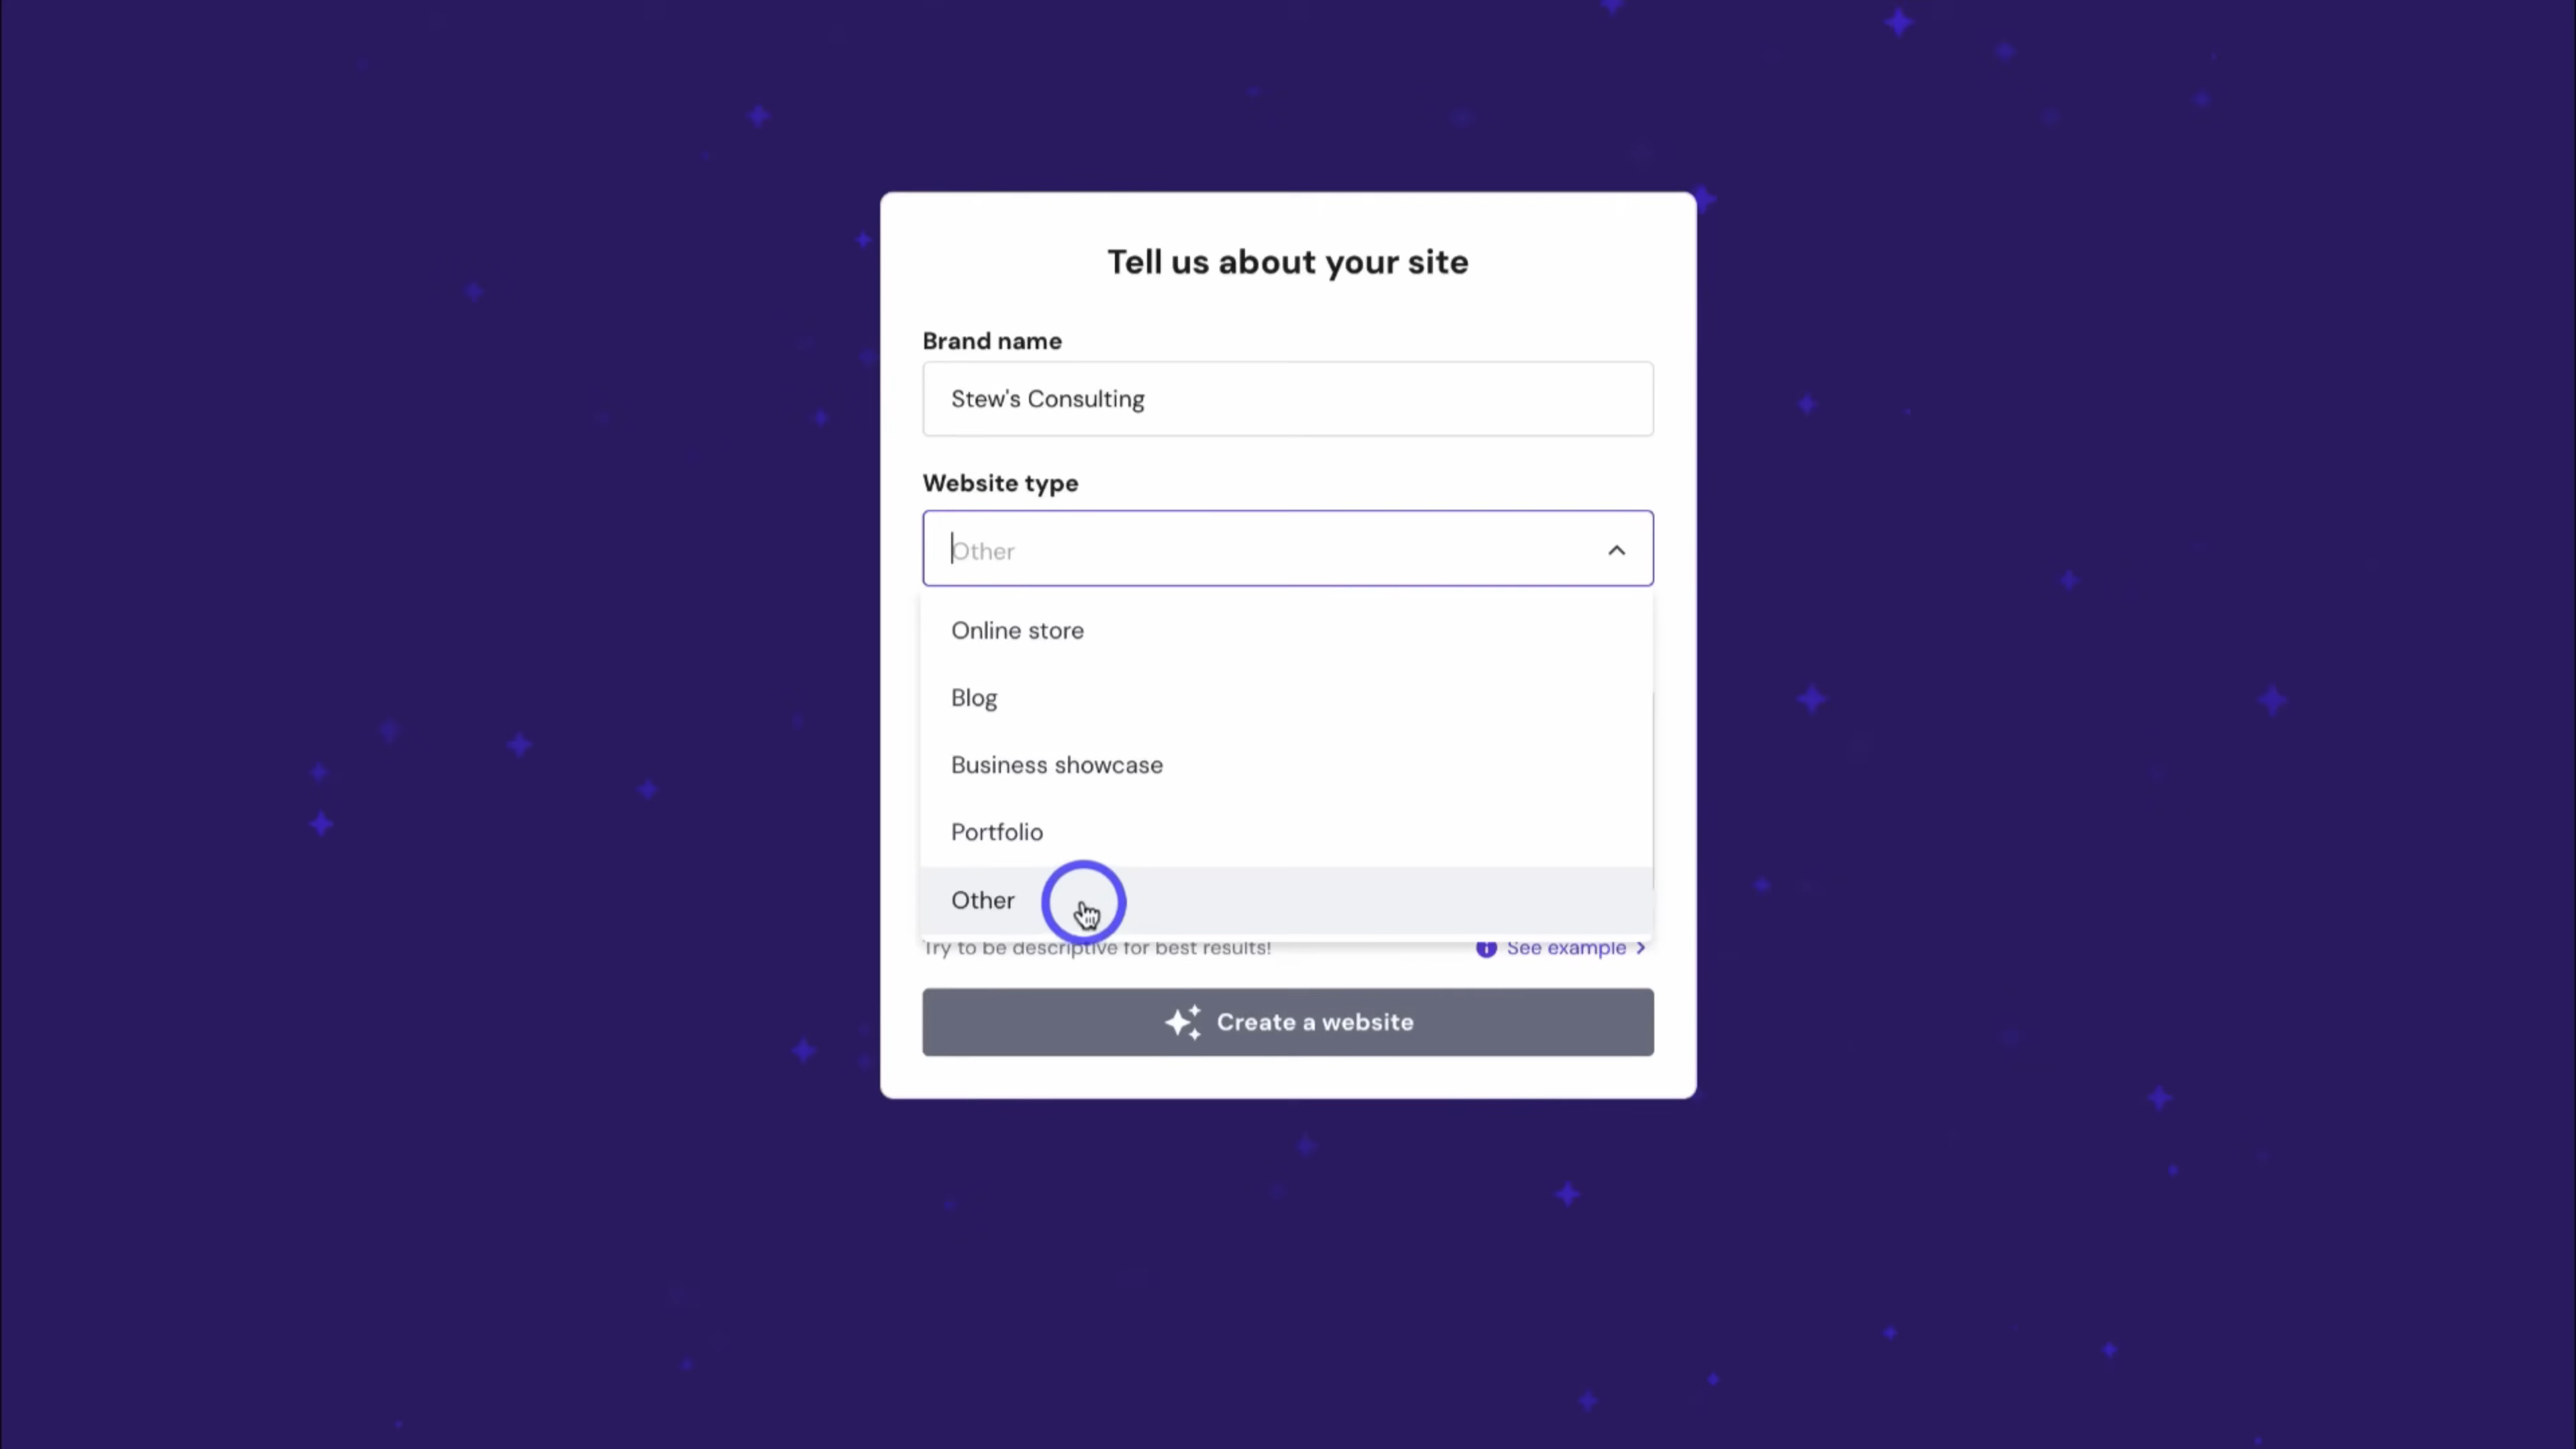 Tell us about your site
Brand name
Stew's Consulting
Website type
Other
Online store
Blog
Business showcase
Portfolio
Other
Try to be descriptive for best results!
See example
Create a website